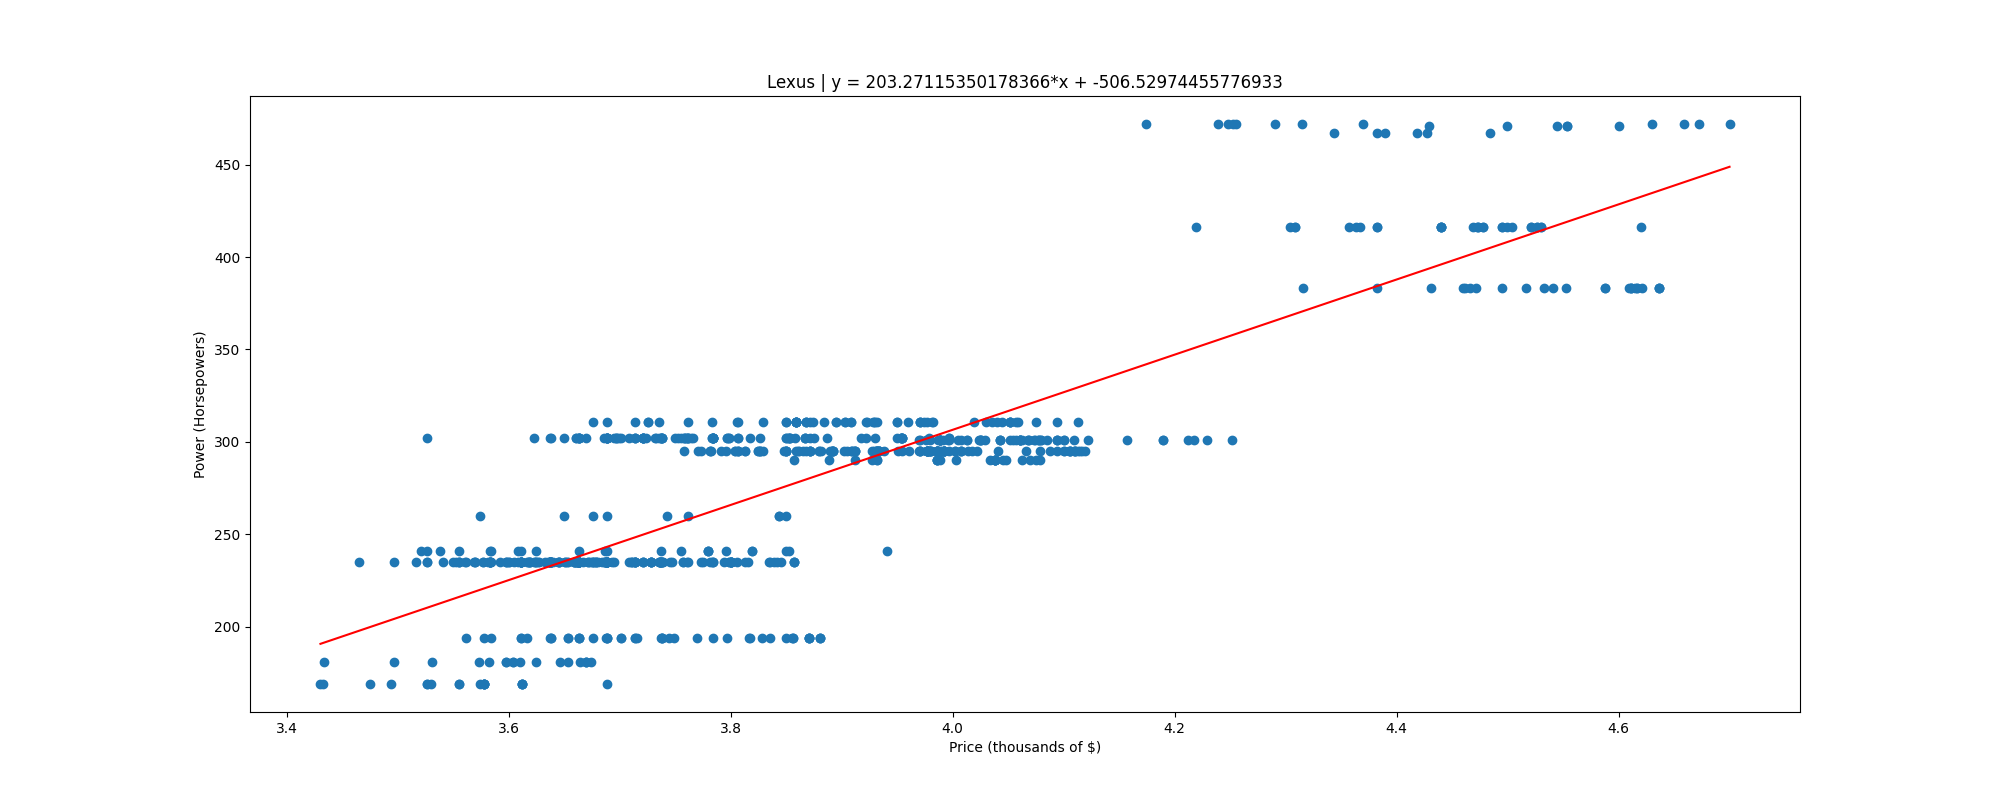 Lexus | y = 203.27115350178366*x + -506.52974455776933
450
400
350
300
250
200
Power (Horsepowers)
3.4 3.6 3.8 4.0 4.2 4.4 4.6
Price (thousands of $)